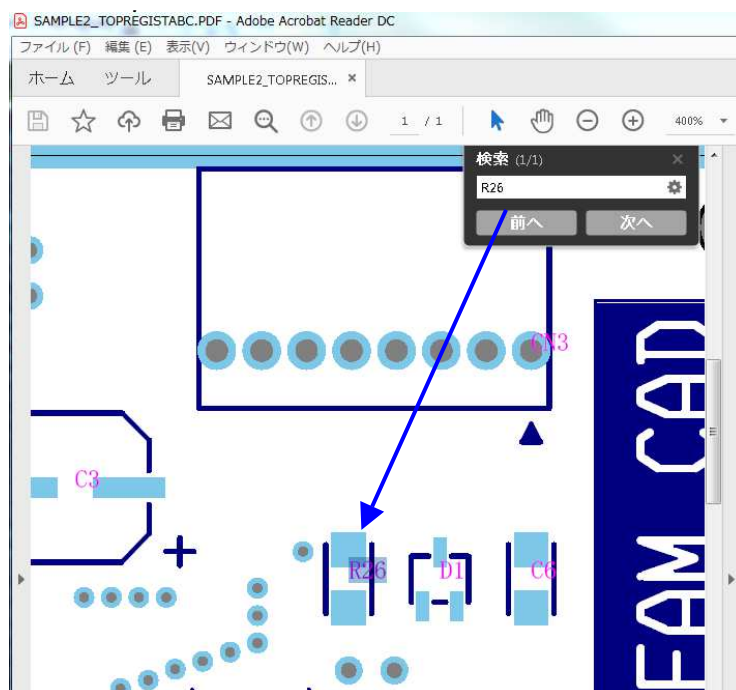 SAMPLE2_TOPREGISTABC.PDF - Adobe Acrobat Reader DC
ファイル(F) 編集(E) 表示(V) ウィンドウ(W) ヘルプ(H)
ホーム ツール SAMPLE2_TOPREGIS... ×
1 / 1 400%
検索 (1/1) ×
R26
前へ 次へ
CN3
C3
R26 D1 C6
FAM CAD